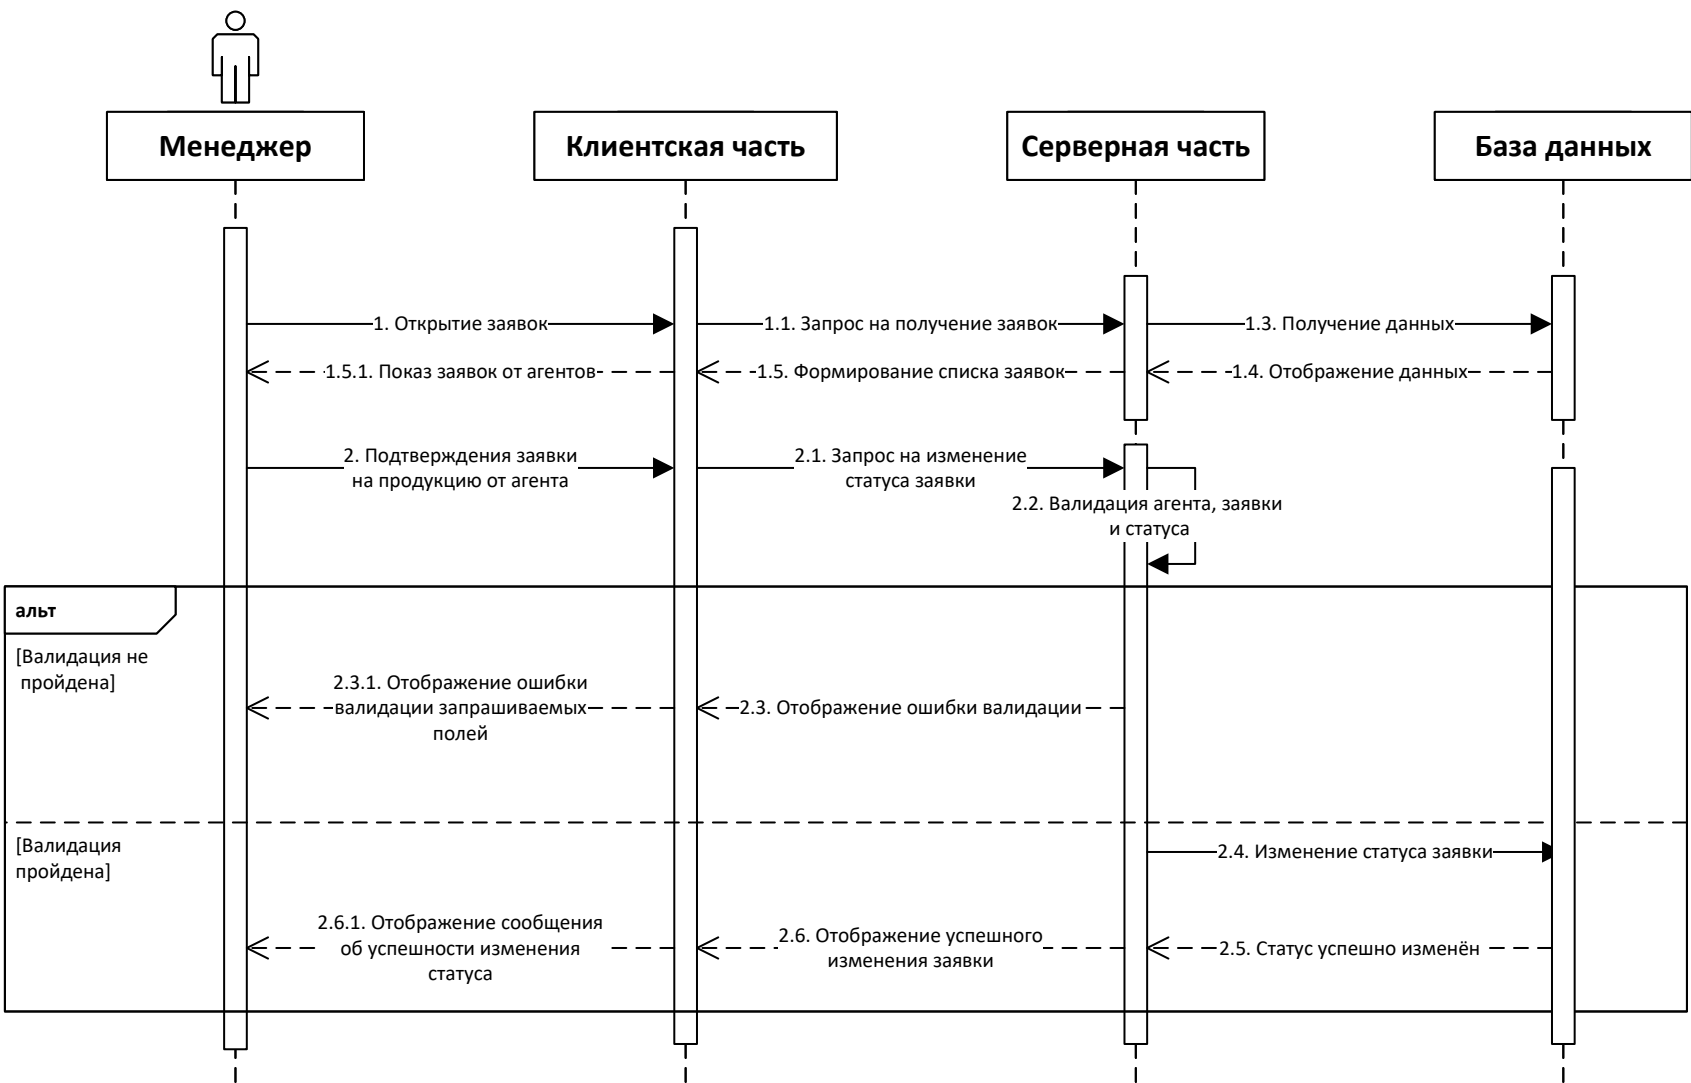 Менеджер
Клиентская часть
Серверная часть
База данных
1. Открытие заявок
1.1. Запрос на получение заявок
1.3. Получение данных
1.5.1. Показ заявок от агентов
1.5. Формирование списка заявок
1.4. Отображение данных
2. Подтверждения заявки
на продукцию от агента
2.1. Запрос на изменение
статуса заявки
2.2. Валидация агента, заявки
и статуса
альт
[Валидация не
пройдена]
2.3.1. Отображение ошибки
валидации запрашиваемых
полей
2.3. Отображение ошибки валидации
[Валидация
пройдена]
2.4. Изменение статуса заявки
2.6.1. Отображение сообщения
об успешности изменения
статуса
2.6. Отображение успешного
изменения заявки
2.5. Статус успешно изменён